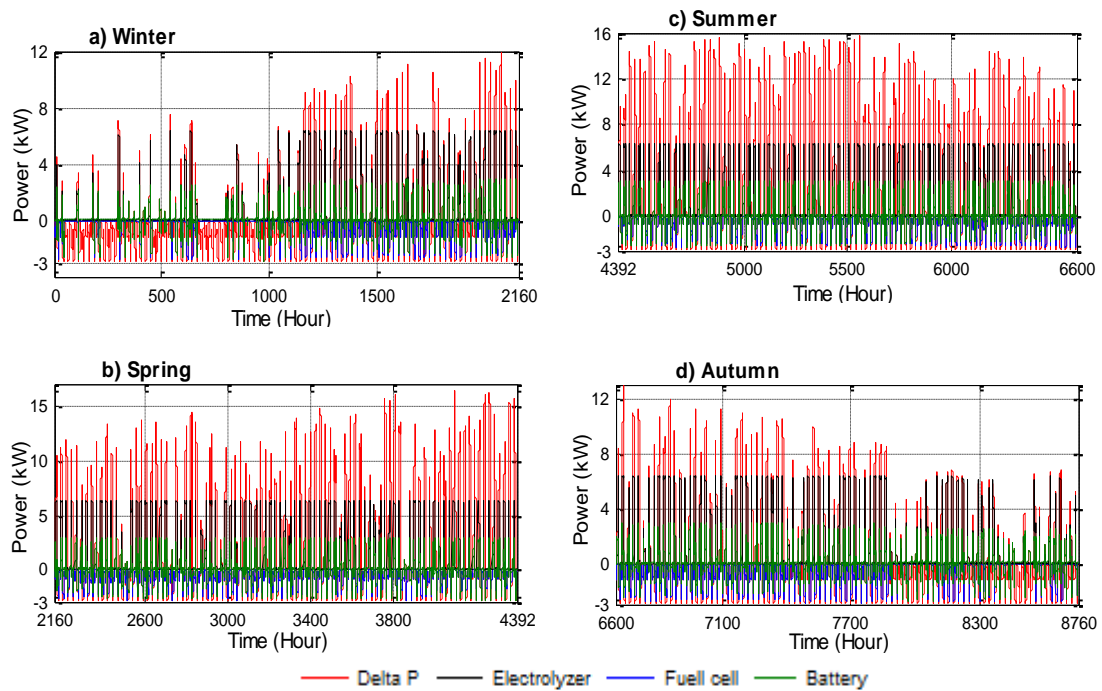 a) Winter
12
8
4
0
-3
Power (kW)
0 500 1000 1500 2160
Time (Hour)
c) Summer
16
12
8
4
0
-3
Power (kW)
4392 5000 5500 6000 6600
Time (Hour)
b) Spring
15
10
5
0
-3
Power (kW)
2160 2600 3000 3400 3800 4392
Time (Hour)
d) Autumn
12
8
4
0
-3
Power (kW)
6600 7100 7700 8300 8760
Time (Hour)
Delta P Electrolyzer Fuell cell Battery